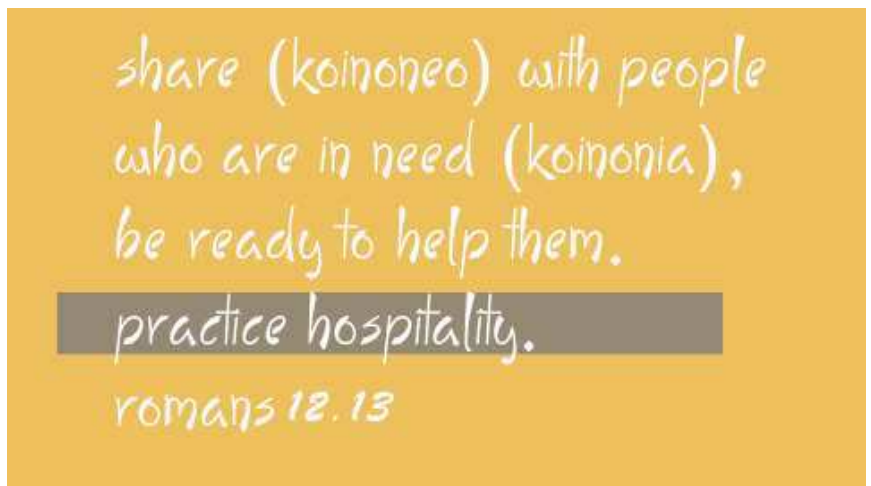 share (koinoneo) with people
who are in need (koinonia),
be ready to help them.
practice hospitality.
romans 12.13